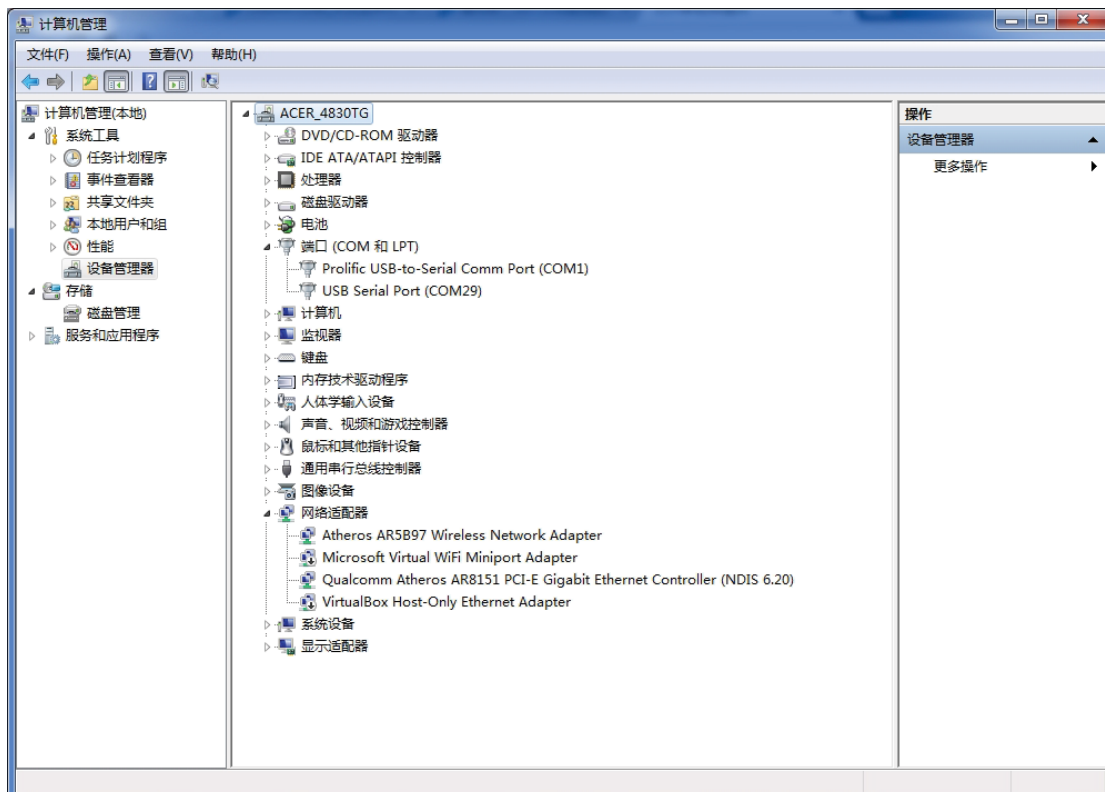 计算机管理
文件(F) 操作(A) 查看(V) 帮助(H)
计算机管理(本地)
系统工具
任务计划程序
事件查看器
共享文件夹
本地用户和组
性能
设备管理器
存储
磁盘管理
服务和应用程序
ACER_4830TG
DVD/CD-ROM 驱动器
IDE ATA/ATAPI 控制器
处理器
磁盘驱动器
电池
端口 (COM 和 LPT)
Prolific USB-to-Serial Comm Port (COM1)
USB Serial Port (COM29)
计算机
监视器
键盘
内存技术驱动程序
人体学输入设备
声音、视频和游戏控制器
鼠标和其他指针设备
通用串行总线控制器
图像设备
网络适配器
Atheros AR5B97 Wireless Network Adapter
Microsoft Virtual WiFi Miniport Adapter
Qualcomm Atheros AR8151 PCI-E Gigabit Ethernet Controller (NDIS 6.20)
VirtualBox Host-Only Ethernet Adapter
系统设备
显示适配器
操作
设备管理器
更多操作